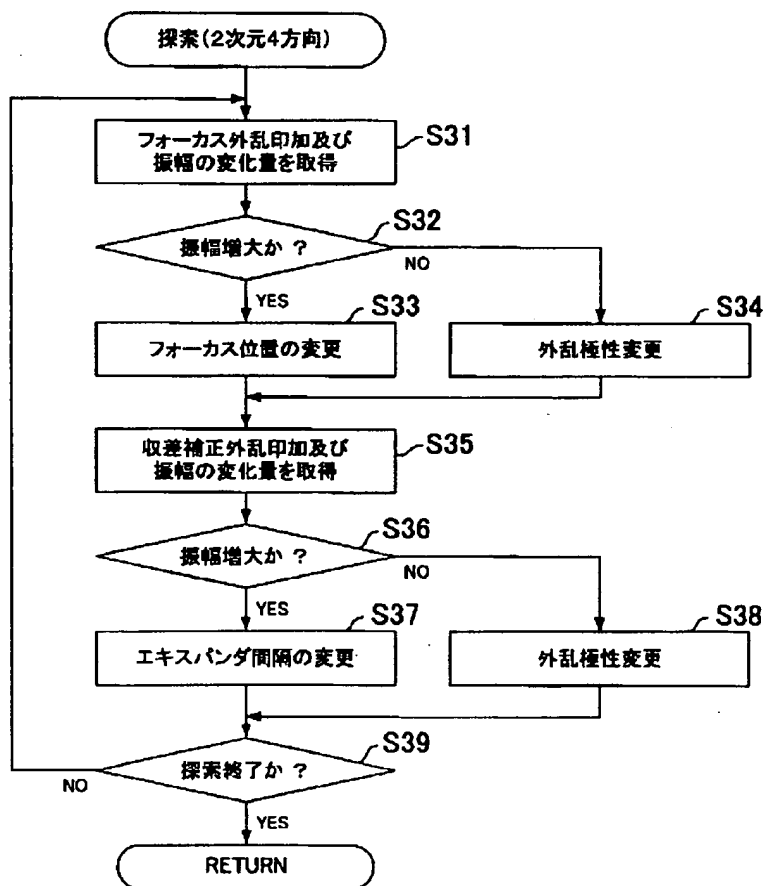 探索(2次元4方向)
フォーカス外乱印加及び
振幅の変化量を取得
S31
振幅増大か ?
S32
NO
YES
S33
フォーカス位置の変更
S34
外乱極性変更
収差補正外乱印加及び
振幅の変化量を取得
S35
振幅増大か ?
S36
NO
YES
S37
エキスパンダ間隔の変更
S38
外乱極性変更
探索終了か ?
S39
NO
YES
RETURN